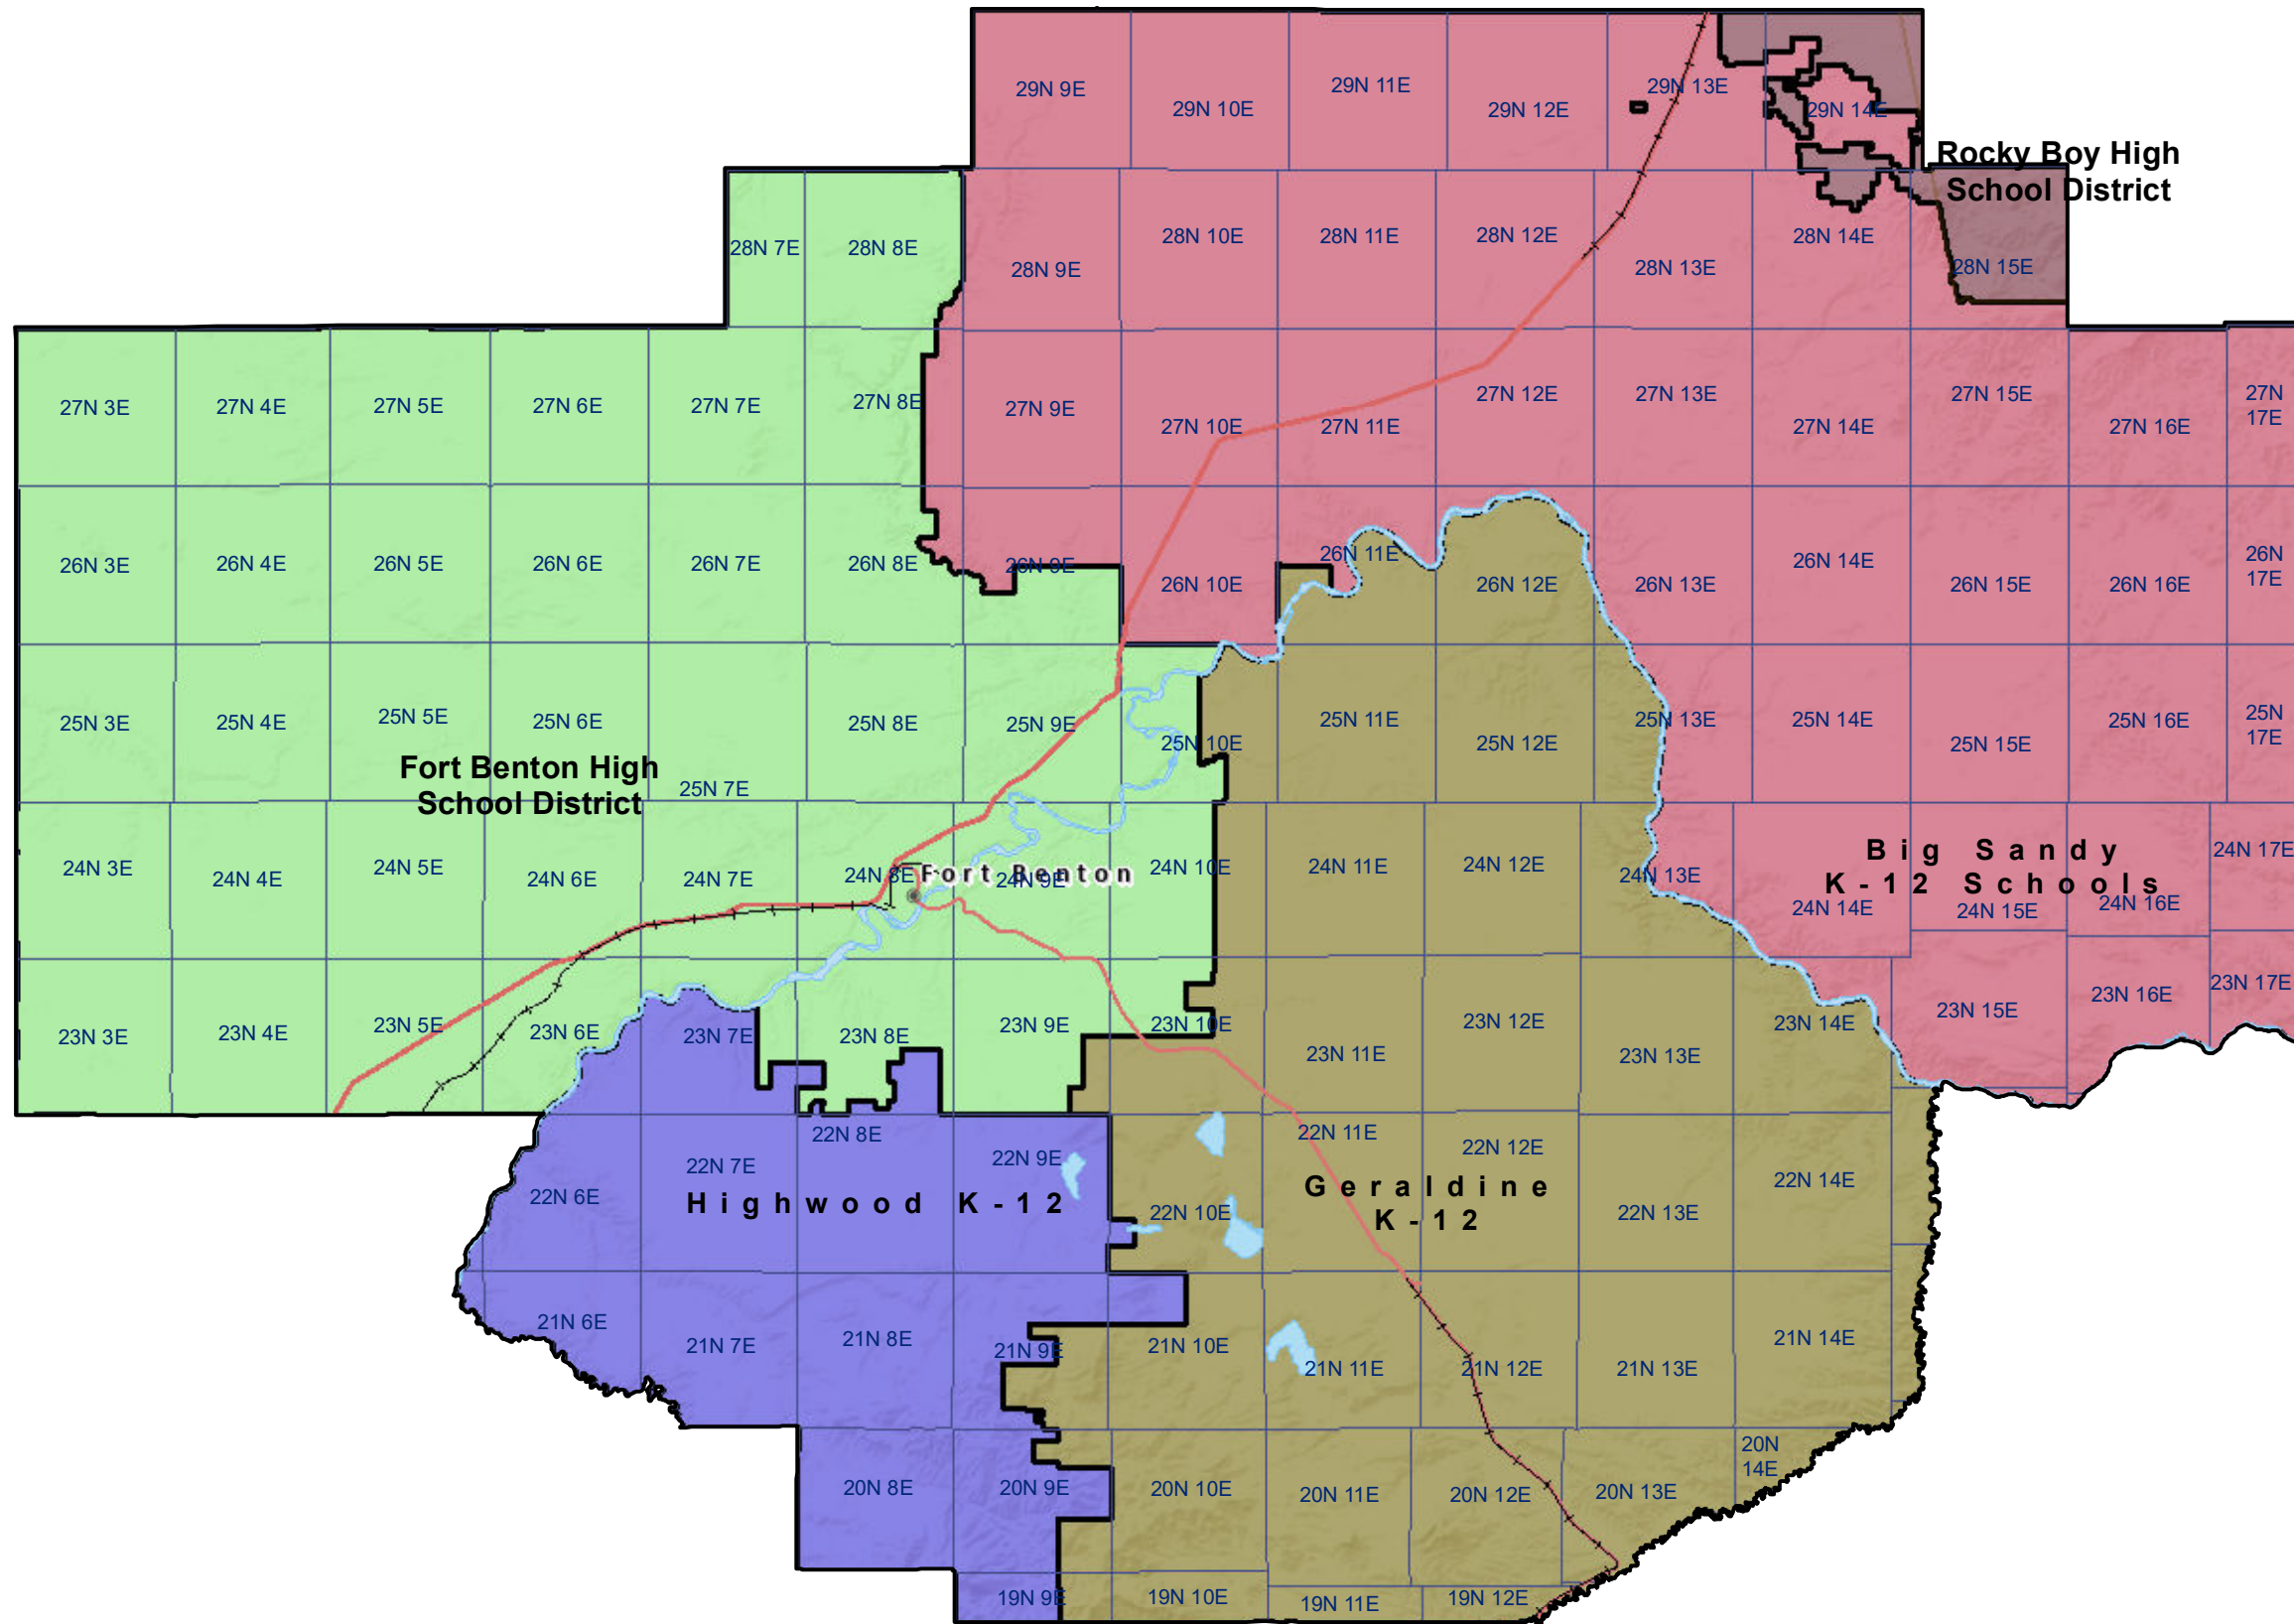 29N 9E
29N 10E
29N 11E
29N 12E
29N 13E
29N 14E
Rocky Boy High
School District
28N 7E
28N 8E
28N 9E
28N 10E
28N 11E
28N 12E
28N 13E
28N 14E
28N 15E
27N 3E
27N 4E
27N 5E
27N 6E
27N 7E
27N 8E
27N 9E
27N 10E
27N 11E
27N 12E
27N 13E
27N 14E
27N 15E
27N 16E
27N
17E
26N 3E
26N 4E
26N 5E
26N 6E
26N 7E
26N 8E
26N 9E
26N 10E
26N 11E
26N 12E
26N 13E
26N 14E
26N 15E
26N 16E
26N
17E
25N 3E
25N 4E
25N 5E
25N 6E
25N 7E
25N 8E
25N 9E
25N 10E
25N 11E
25N 12E
25N 13E
25N 14E
25N 15E
25N 16E
25N
17E
Fort Benton High
School District
24N 3E
24N 4E
24N 5E
24N 6E
24N 7E
24N 8E
Fort Benton
24N 9E
24N 10E
24N 11E
24N 12E
24N 13E
Big Sandy
K-12 Schools
24N 14E
24N 15E
24N 16E
24N 17E
23N 3E
23N 4E
23N 5E
23N 6E
23N 7E
23N 8E
23N 9E
23N 10E
23N 11E
23N 12E
23N 13E
23N 14E
23N 15E
23N 16E
23N 17E
22N 6E
22N 7E
22N 8E
22N 9E
22N 10E
22N 11E
22N 12E
22N 13E
22N 14E
Highwood K-12
Geraldine
K-12
21N 6E
21N 7E
21N 8E
21N 9E
21N 10E
21N 11E
21N 12E
21N 13E
21N 14E
20N 8E
20N 9E
20N 10E
20N 11E
20N 12E
20N 13E
20N
14E
19N 9E
19N 10E
19N 11E
19N 12E